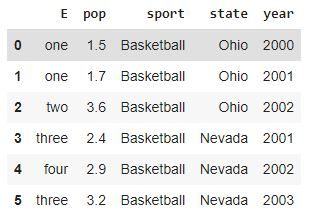 E pop sport state year
0 one 1.5 Basketball Ohio 2000
1 one 1.7 Basketball Ohio 2001
2 two 3.6 Basketball Ohio 2002
3 three 2.4 Basketball Nevada 2001
4 four 2.9 Basketball Nevada 2002
5 three 3.2 Basketball Nevada 2003